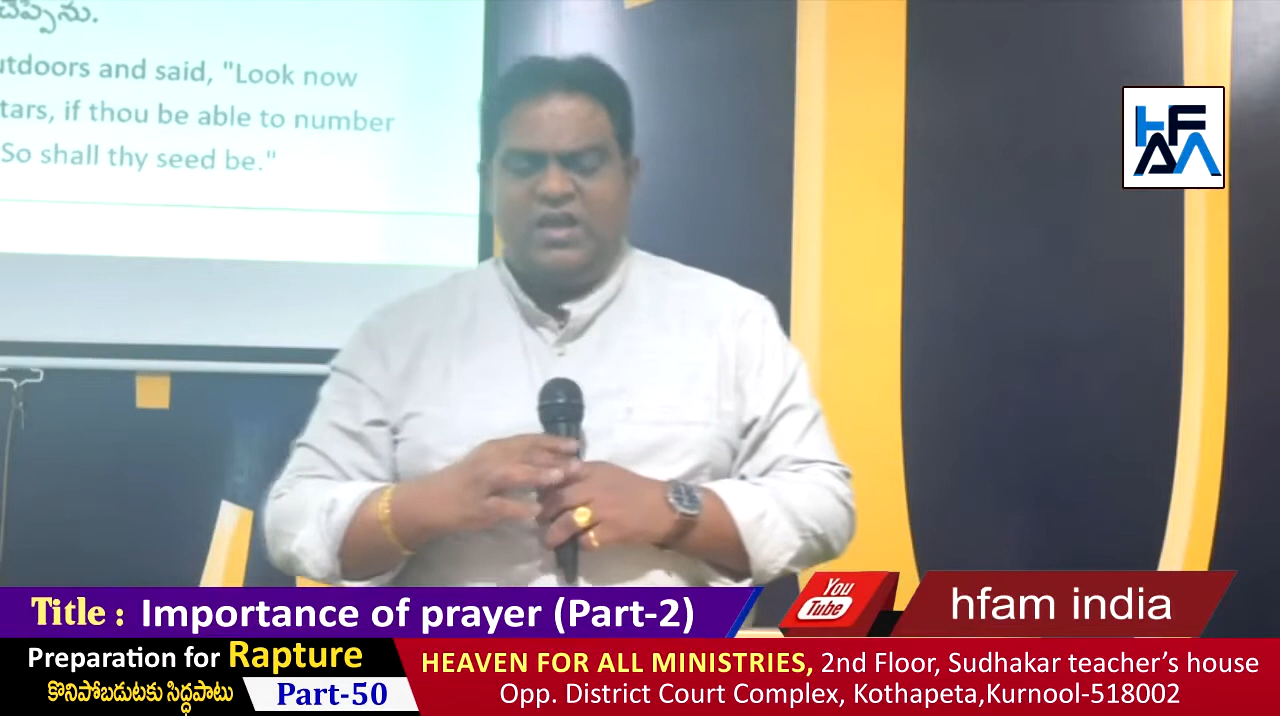 చెప్పెను.
utdoors and said, "Look now
tars, if thou be able to number
So shall thy seed be."
HFAM
Title : Importance of prayer (Part-2)
You
Tube
hfam india
Preparation for Rapture
కొనిపోబడుటకు సిద్ధపాటు
Part-50
HEAVEN FOR ALL MINISTRIES, 2nd Floor, Sudhakar teacher's house
Opp. District Court Complex, Kothapeta,Kurnool-518002